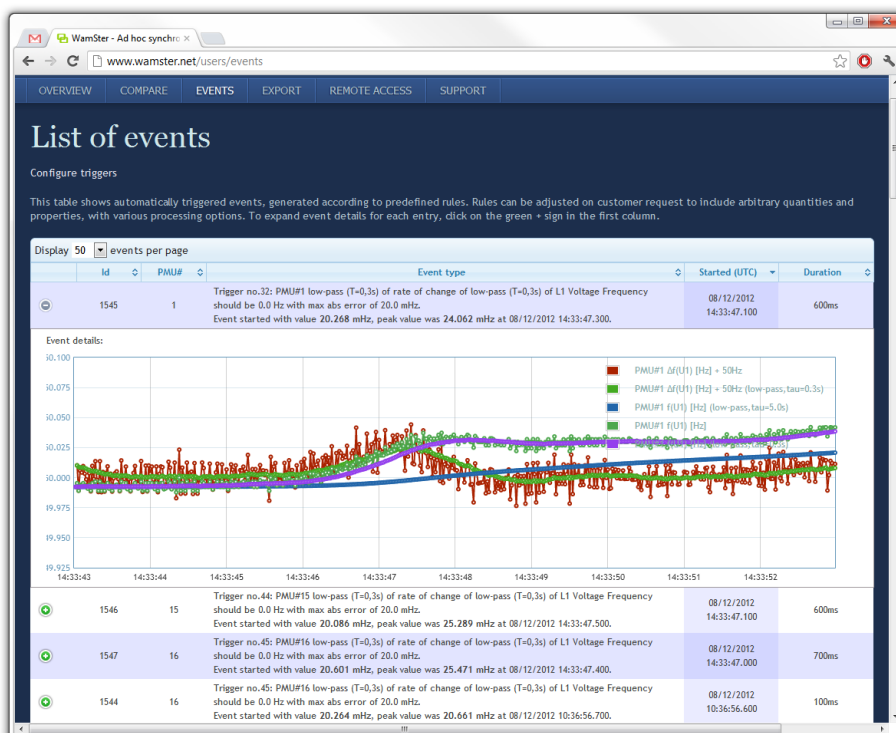 WamSter - Ad hoc synchro
www.wamster.net/users/events
OVERVIEW COMPARE EVENTS EXPORT REMOTE ACCESS SUPPORT
List of events
Configure triggers
This table shows automatically triggered events, generated according to predefined rules. Rules can be adjusted on customer request to include arbitrary quantities and
properties, with various processing options. To expand event details for each entry, click on the green + sign in the first column.
Display 50 events per page
Id PMU# Event type Started (UTC) Duration
Trigger no.32: PMU#1 low-pass (T=0,3s) of rate of change of low-pass (T=0,3s) of L1 Voltage Frequency
1545 1 should be 0.0 Hz with max abs error of 20.0 mHz. 08/12/2012 14:33:47.100 600ms
Event started with value 20.268 mHz, peak value was 24.062 mHz at 08/12/2012 14:33:47.300.
Event details:
50.100
PMU#1 Δf(U1) [Hz] + 50Hz
50.075
PMU#1 Δf(U1) [Hz] + 50Hz (low-pass,tau=0.3s)
PMU#1 f(U1) [Hz] (low-pass,tau=5.0s)
50.050
PMU#1 f(U1) [Hz]
50.025
50.000
49.975
49.950
49.925
14:33:43 14:33:44 14:33:45 14:33:46 14:33:47 14:33:48 14:33:49 14:33:50 14:33:51 14:33:52
Trigger no.44: PMU#15 low-pass (T=0,3s) of rate of change of low-pass (T=0,3s) of L1 Voltage Frequency
1546 15 should be 0.0 Hz with max abs error of 20.0 mHz. 08/12/2012 14:33:47.100 600ms
Event started with value 20.086 mHz, peak value was 25.289 mHz at 08/12/2012 14:33:47.500.
Trigger no.45: PMU#16 low-pass (T=0,3s) of rate of change of low-pass (T=0,3s) of L1 Voltage Frequency
1547 16 should be 0.0 Hz with max abs error of 20.0 mHz. 08/12/2012 14:33:47.000 700ms
Event started with value 20.601 mHz, peak value was 25.471 mHz at 08/12/2012 14:33:47.400.
Trigger no.45: PMU#16 low-pass (T=0,3s) of rate of change of low-pass (T=0,3s) of L1 Voltage Frequency
1544 16 should be 0.0 Hz with max abs error of 20.0 mHz. 08/12/2012 10:36:56.600 100ms
Event started with value 20.264 mHz, peak value was 20.661 mHz at 08/12/2012 10:36:56.700.